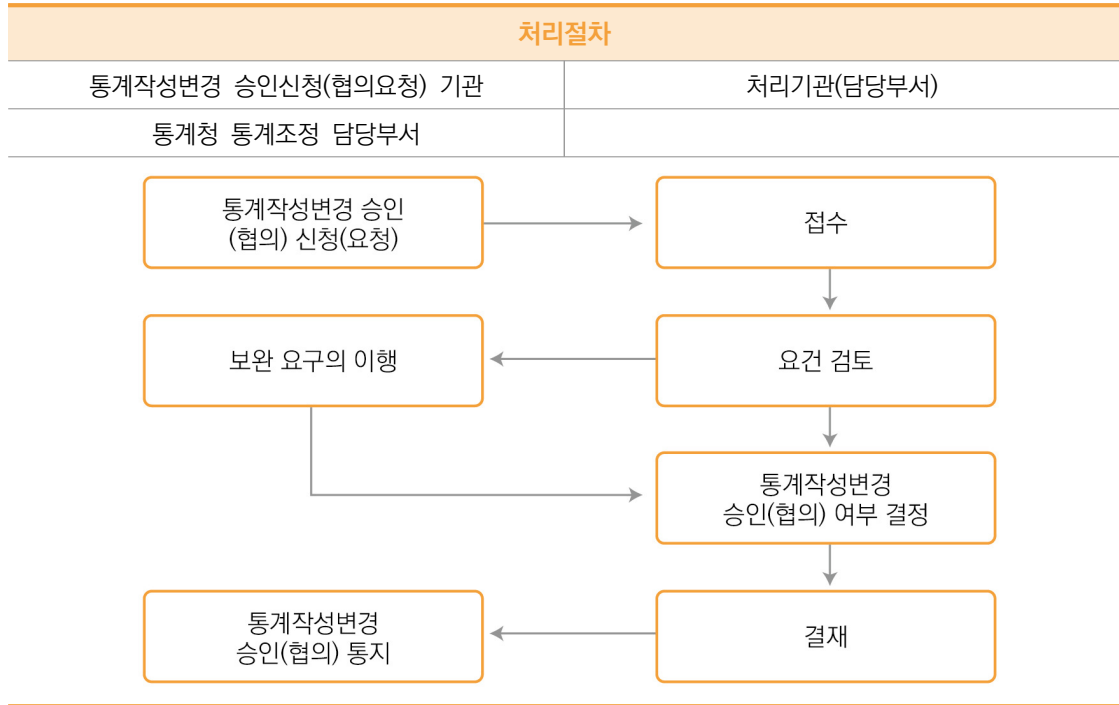 처리절차
통계작성변경 승인신청(협의요청) 기관
처리기관(담당부서)
통계청 통계조정 담당부서
통계작성변경 승인
(협의) 신청(요청)
접수
보완 요구의 이행
요건 검토
통계작성변경
승인(협의) 여부 결정
통계작성변경
승인(협의) 통지
결재